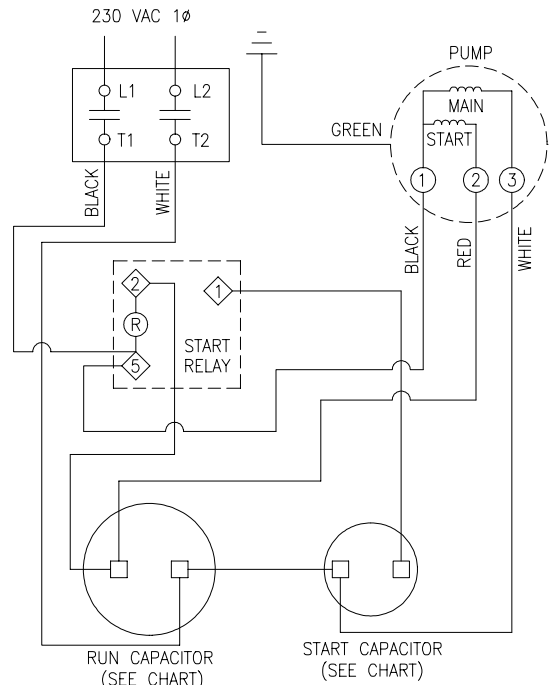 230 VAC 1ø
PUMP
L1
L2
MAIN
START
GREEN
T1
T2
BLACK
WHITE
1
2
3
BLACK
RED
WHITE
2
1
R
START
RELAY
5
RUN CAPACITOR
(SEE CHART)
START CAPACITOR
(SEE CHART)